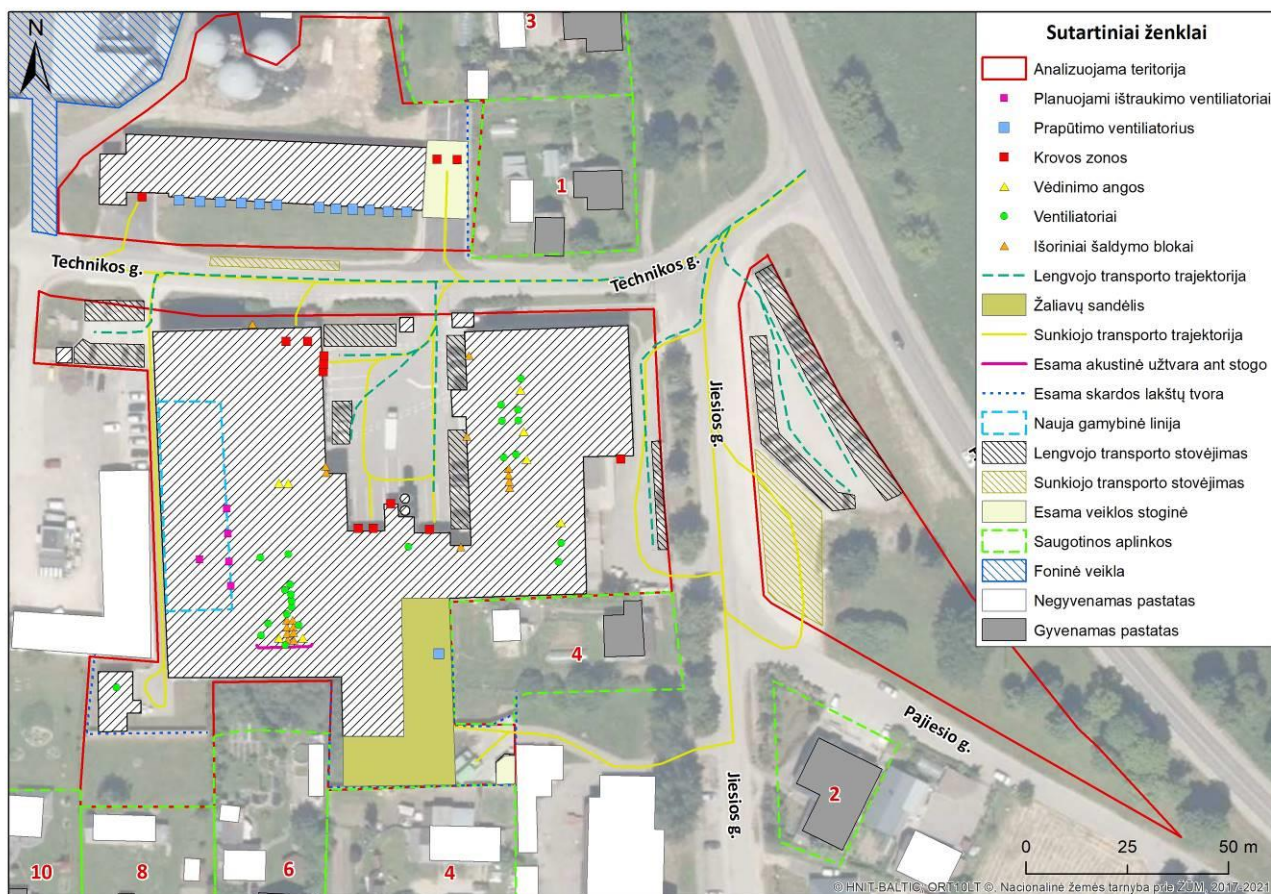 N
3
1
Technikos g.
Technikos g.
Jiesios g.
4
Pajiesio g.
Jiesios g.
2
10
8
6
4
Sutartiniai ženklai
Analizuojama teritorija
Planuojami ištraukimo ventiliatoriai
Prapūtimo ventiliatorius
Krovos zonos
Vėdinimo angos
Ventiliatoriai
Išoriniai šaldymo blokai
Lengvojo transporto trajektorija
Žaliavų sandėlis
Sunkiojo transporto trajektorija
Esama akustinė užtvara ant stogo
Esama skardos lakštų tvora
Nauja gamybinė linija
Lengvojo transporto stovėjimas
Sunkiojo transporto stovėjimas
Esama veiklos stoginė
Saugotinos aplinkos
Foninė veikla
Negyvenamas pastatas
Gyvenamas pastatas
0 25 50 m
© HNIT-BALTIC, ORT10LT ©, Nacionalinė žemės tarnyba prie ŽŪM, 2017-2021